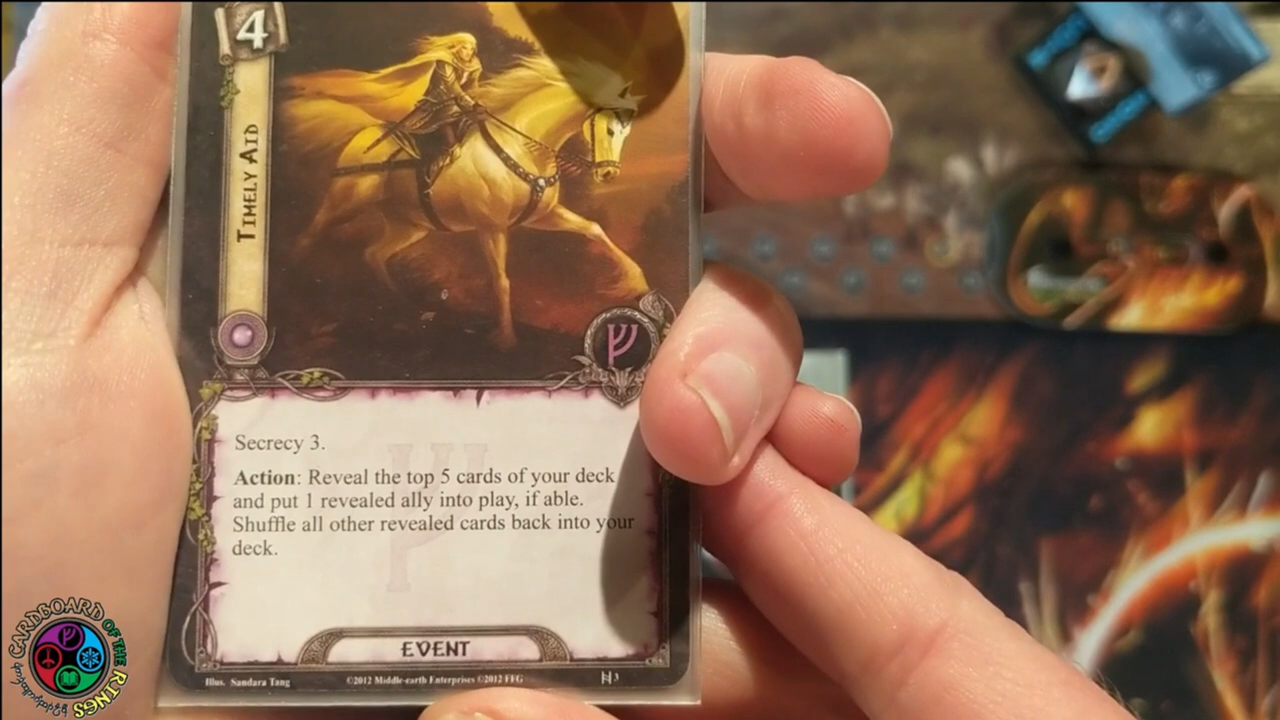 4
TIMELY AID
Secrecy 3.
Action: Reveal the top 5 cards of your deck
and put 1 revealed ally into play, if able.
Shuffle all other revealed cards back into your
deck.
EVENT
Illus. Sandara Tang
©2012 Middle-earth Enterprises ©2012 FFG
3
CARDBOARD OF THE RINGS